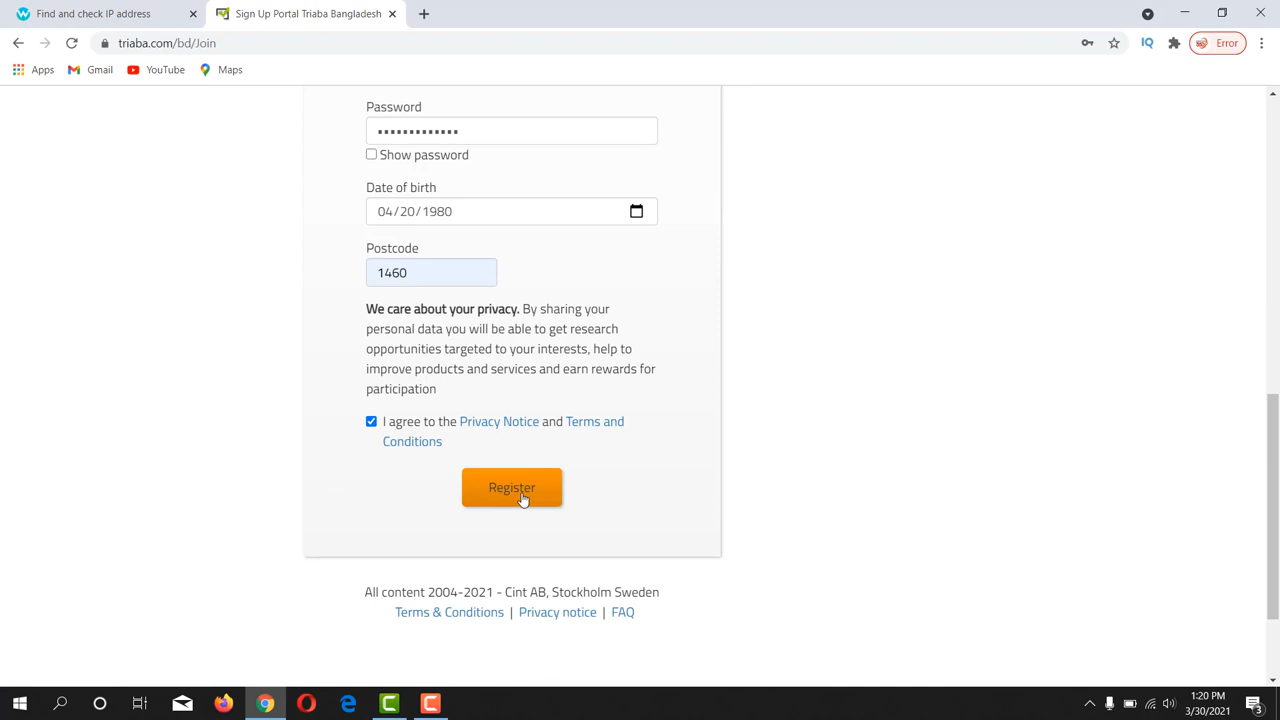 Find and check IP address
Sign Up Portal Triaba Bangladesh
triaba.com/bd/Join
Error
Apps
Gmail
YouTube
Maps
Password
•••••••••••••
Show password
Date of birth
04/20/1980
Postcode
1460
We care about your privacy. By sharing your
personal data you will be able to get research
opportunities targeted to your interests, help to
improve products and services and earn rewards for
participation
I agree to the Privacy Notice and Terms and
Conditions
Register
All content 2004-2021 - Cint AB, Stockholm Sweden
Terms & Conditions | Privacy notice | FAQ
1:20 PM
3/30/2021
3